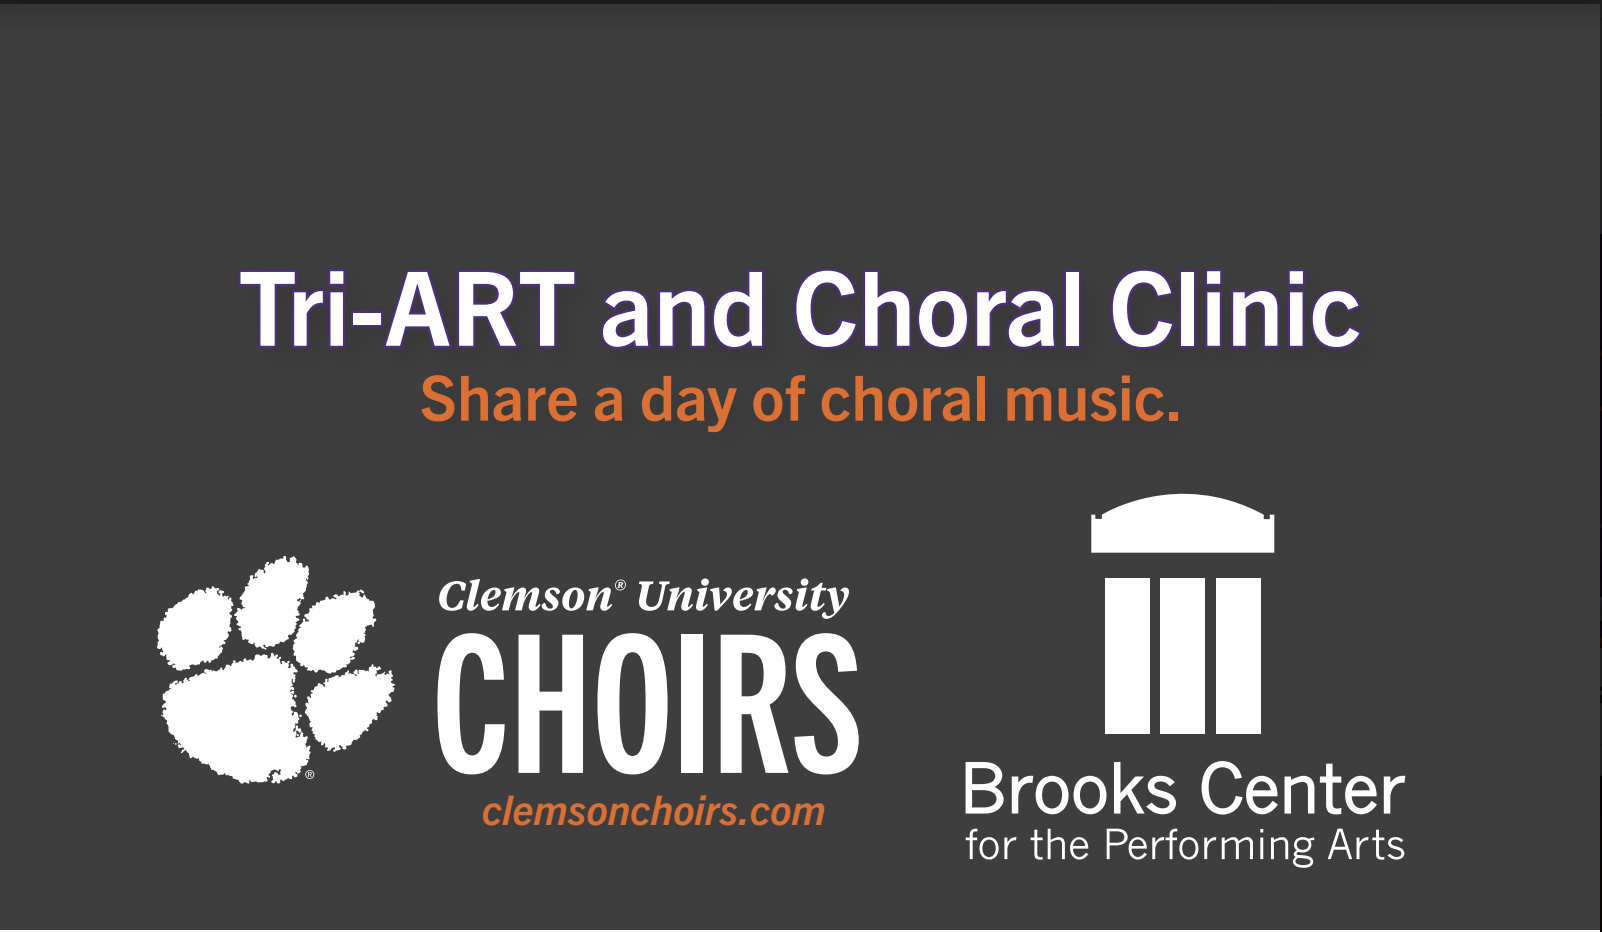 Tri-ART and Choral Clinic
Share a day of choral music.
Clemson® University
CHOIRS
clemsonchoirs.com
®
Brooks Center
for the Performing Arts